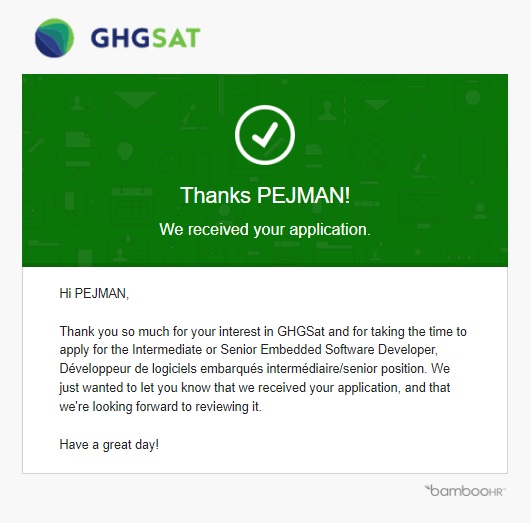 GHGSAT
Thanks PEJMAN!
We received your application.
Hi PEJMAN,
Thank you so much for your interest in GHGSat and for taking the time to
apply for the Intermediate or Senior Embedded Software Developer,
Développeur de logiciels embarqués intermédiaire/senior position. We
just wanted to let you know that we received your application, and that
we're looking forward to reviewing it.
Have a great day!
bambooHR™